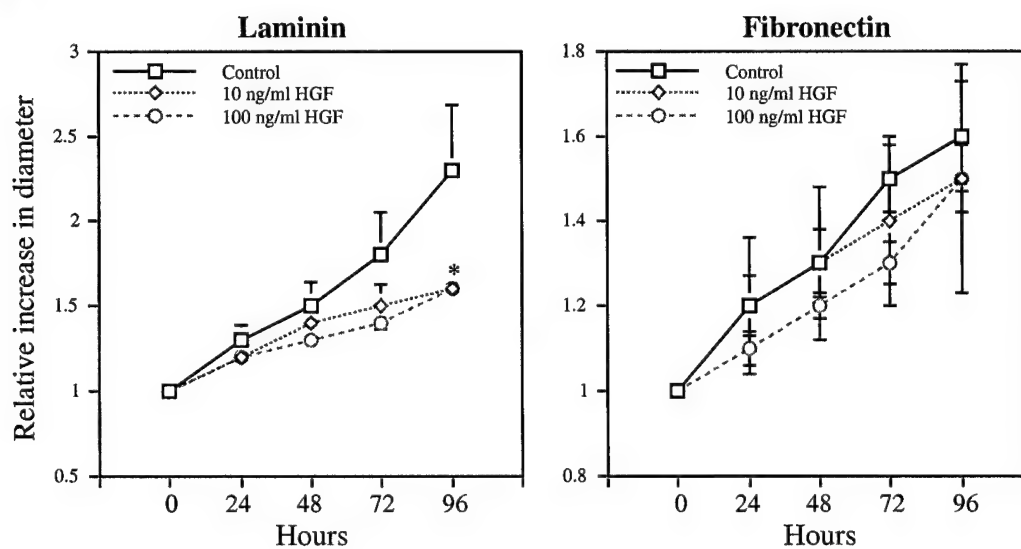 Laminin
3
2.5
2
1.5
1
0.5
Relative increase in diameter
Control
10 ng/ml HGF
100 ng/ml HGF
*
0 24 48 72 96
Hours
Fibronectin
1.8
1.6
1.4
1.2
1
0.8
Control
10 ng/ml HGF
100 ng/ml HGF
0 24 48 72 96
Hours